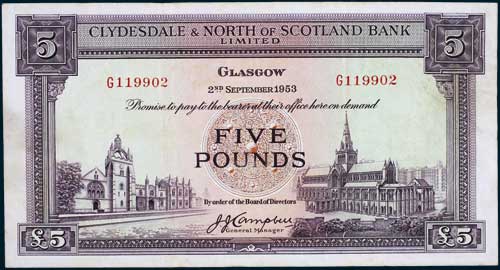 5 CLYDESDALE & NORTH OF SCOTLAND BANK 5
LIMITED
GLASGOW
G119902 G119902
2ND SEPTEMBER 1953
Promise to pay to the bearer at their office here on demand
FIVE
POUNDS
By order of the Board of Directors
J.J. Campbell
General Manager
£5 £5